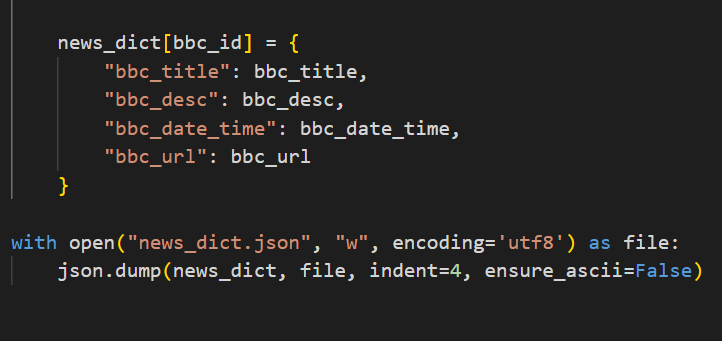 news_dict[bbc_id] = {
"bbc_title": bbc_title,
"bbc_desc": bbc_desc,
"bbc_date_time": bbc_date_time,
"bbc_url": bbc_url
}
with open("news_dict.json", "w", encoding='utf8') as file:
json.dump(news_dict, file, indent=4, ensure_ascii=False)